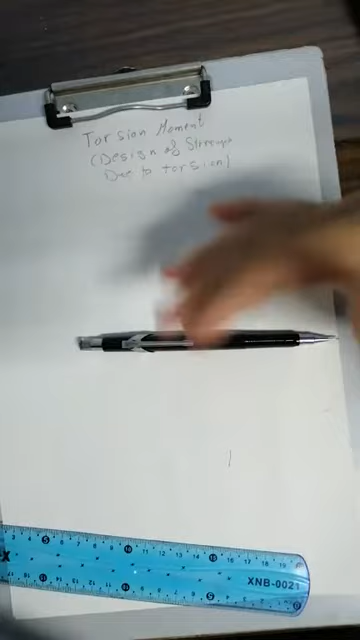 Torsion Moment
(Design of Stirrups
Due to torsion)
XNB-0021